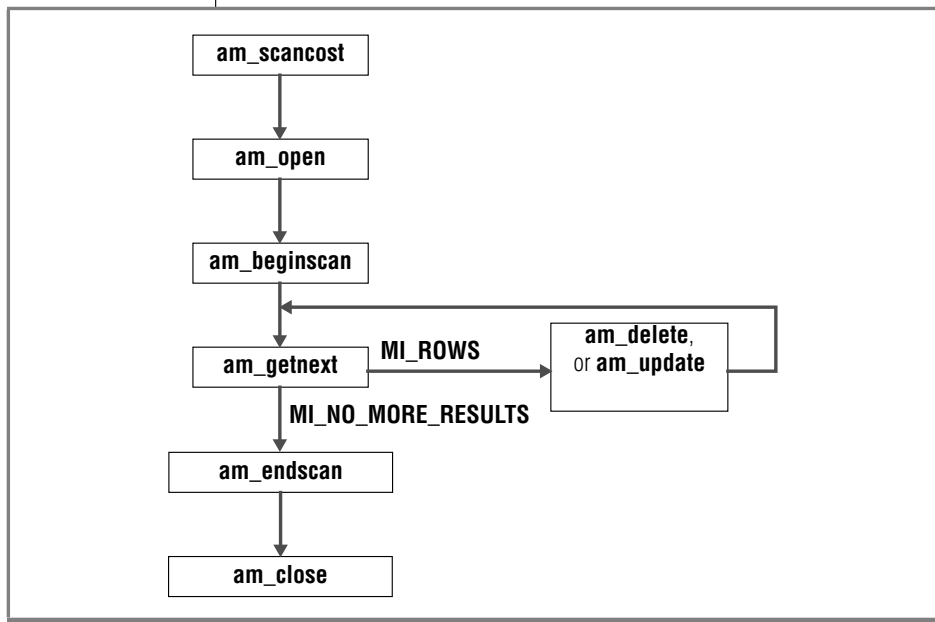 am_scancost
am_open
am_beginscan
am_getnext
MI_ROWS
am_delete,
or am_update
MI_NO_MORE_RESULTS
am_endscan
am_close